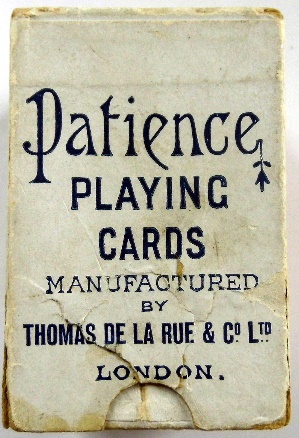 Patience
PLAYING
CARDS
MANUFACTURED
BY
THOMAS DE LA RUE & Co LTD
LONDON.